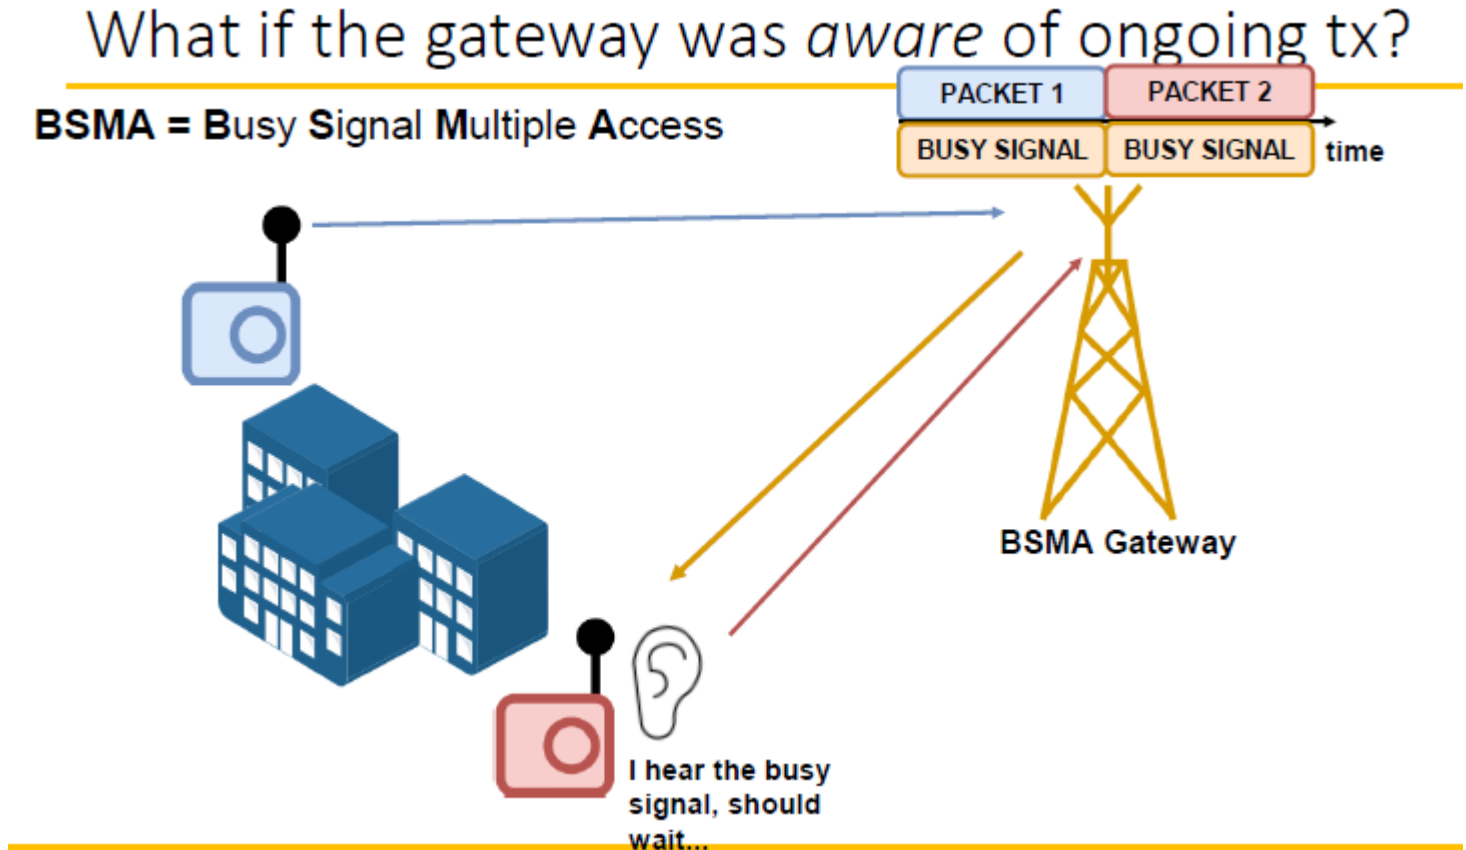 What if the gateway was aware of ongoing tx?
BSMA = Busy Signal Multiple Access
PACKET 1
PACKET 2
BUSY SIGNAL
BUSY SIGNAL
time
BSMA Gateway
I hear the busy
signal, should
wait...